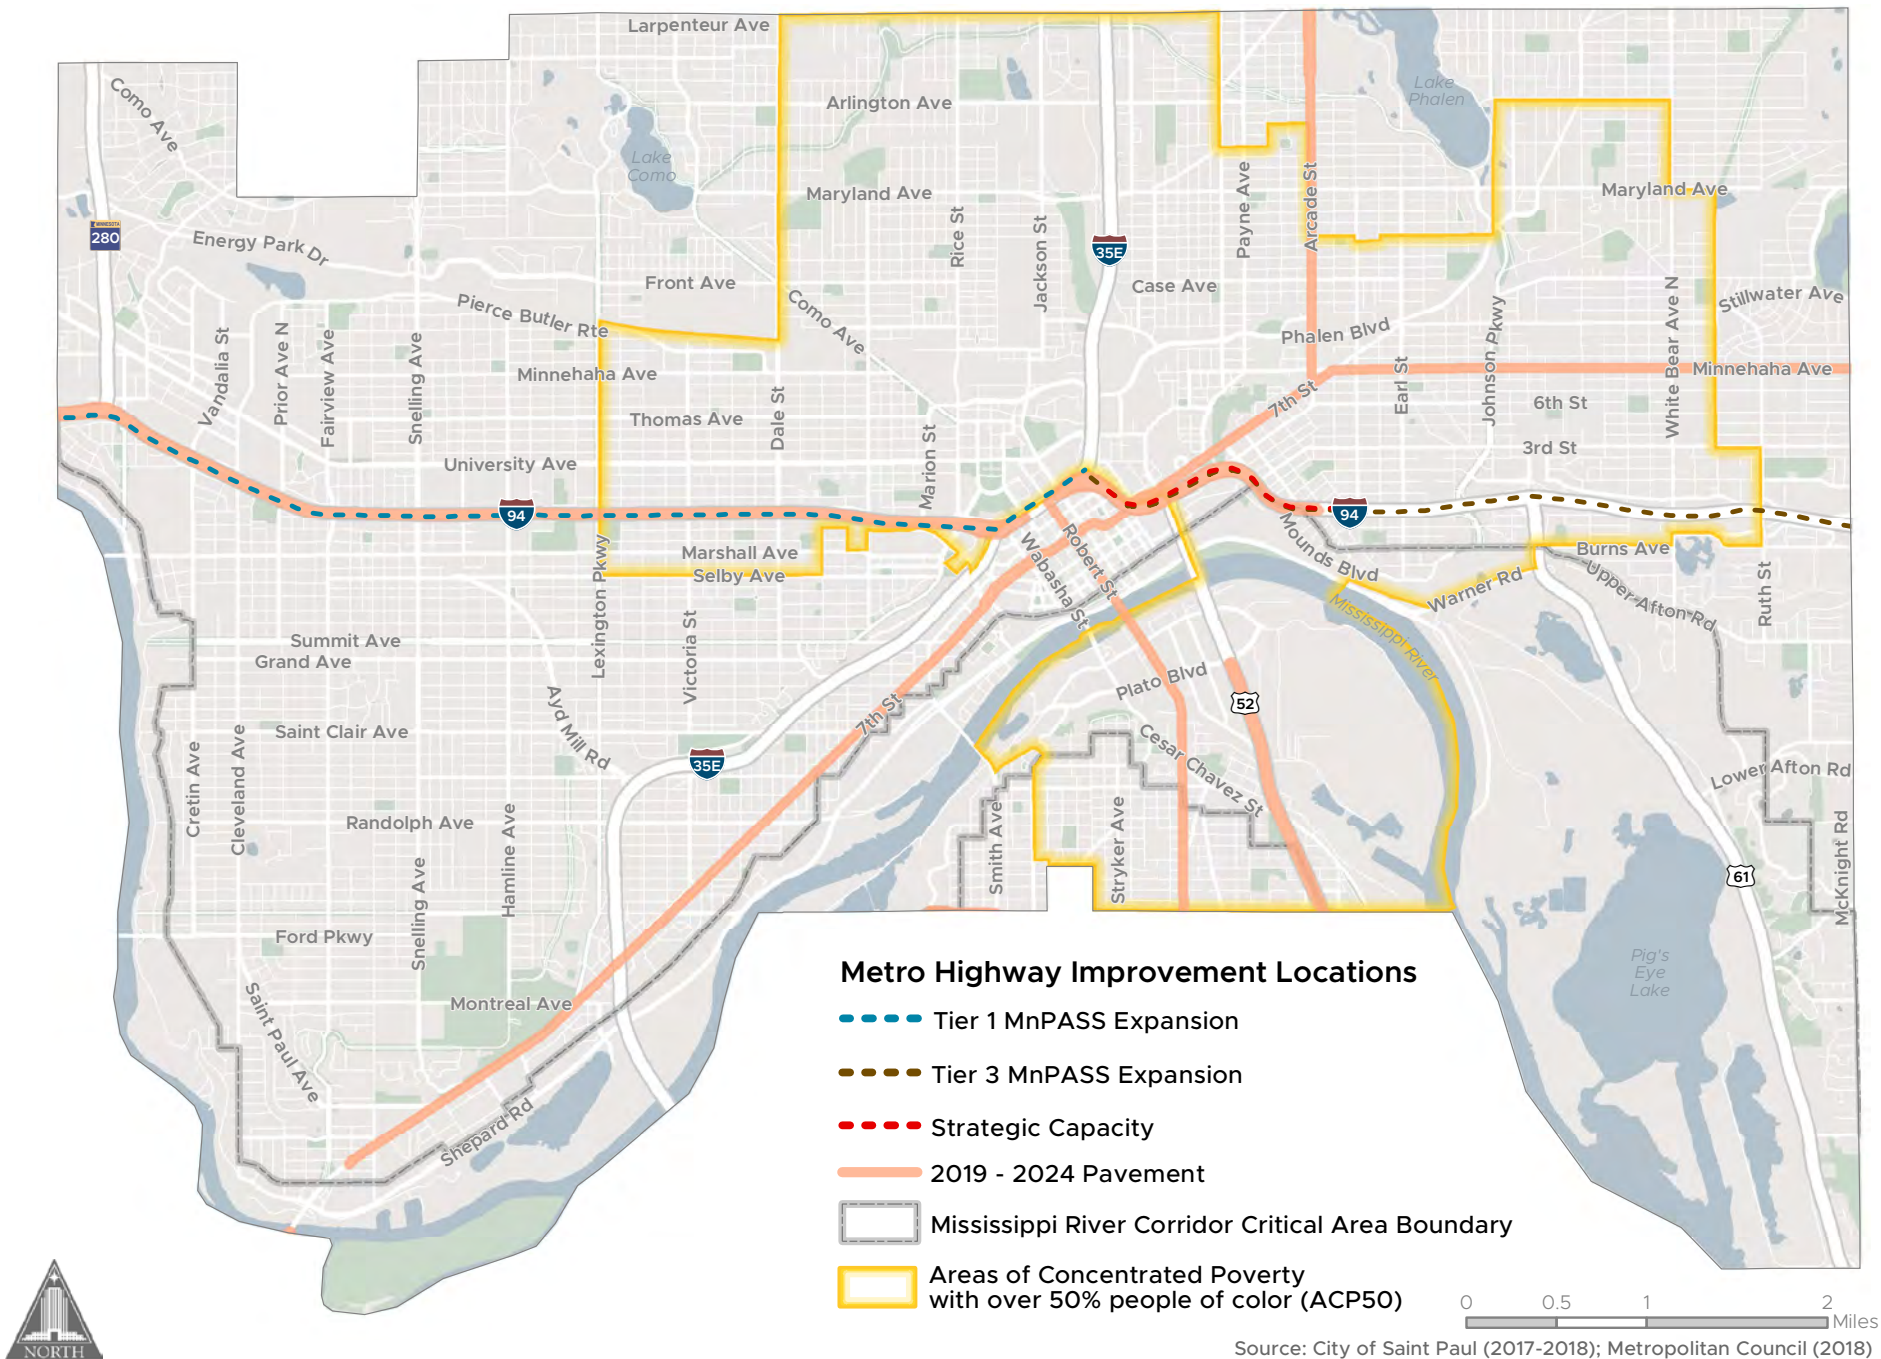 Larpenteur Ave
Como Ave
Arlington Ave
Lake
Phalen
Lake
Como
Maryland Ave
Maryland Ave
Payne Ave
Arcade St
Rice St
Jackson St
MINNESOTA
280
Energy Park Dr
35E
Front Ave
Case Ave
Como Ave
Stillwater Ave
Pierce Butler Rte
Phalen Blvd
Vandalia St
Prior Ave N
Fairview Ave
Snelling Ave
Johnson Pkwy
White Bear Ave N
Minnehaha Ave
Minnehaha Ave
Earl St
Dale St
7th St
6th St
Thomas Ave
Marion St
3rd St
University Ave
94
94
Marshall Ave
Selby Ave
Lexington Pkwy
Wabasha St
Robert St
Mounds Blvd
Burns Ave
Warner Rd
Upper Afton Rd
Ruth St
Mississippi River
Summit Ave
Grand Ave
Victoria St
Plato Blvd
52
7th St
Ayd Mill Rd
Saint Clair Ave
Cesar Chavez St
35E
Lower Afton Rd
Cretin Ave
Cleveland Ave
Randolph Ave
Hamline Ave
Snelling Ave
Smith Ave
Stryker Ave
61
McKnight Rd
Ford Pkwy
Pig's
Eye
Lake
Montreal Ave
Saint Paul Ave
Shepard Rd
Metro Highway Improvement Locations
Tier 1 MnPASS Expansion
Tier 3 MnPASS Expansion
Strategic Capacity
2019 - 2024 Pavement
Mississippi River Corridor Critical Area Boundary
Areas of Concentrated Poverty
with over 50% people of color (ACP50)
0 0.5 1 2
Miles
Source: City of Saint Paul (2017-2018); Metropolitan Council (2018)
NORTH